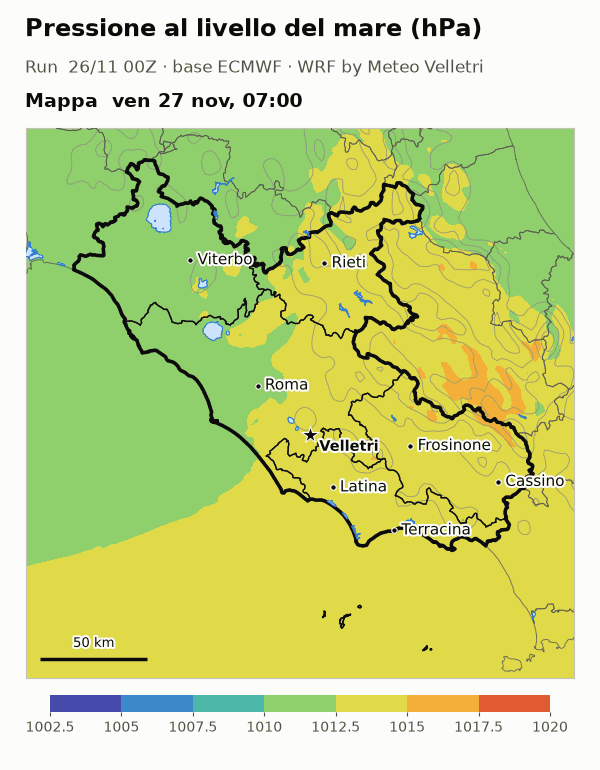 Pressione al livello del mare (hPa)
Run  26/11 00Z · base ECMWF · WRF by Meteo Velletri
Mappa  ven 27 nov, 07:00
Viterbo
Rieti
Roma
Velletri
Frosinone
Cassino
Latina
Terracina
50 km
1002.5 1005 1007.5 1010 1012.5 1015 1017.5 1020